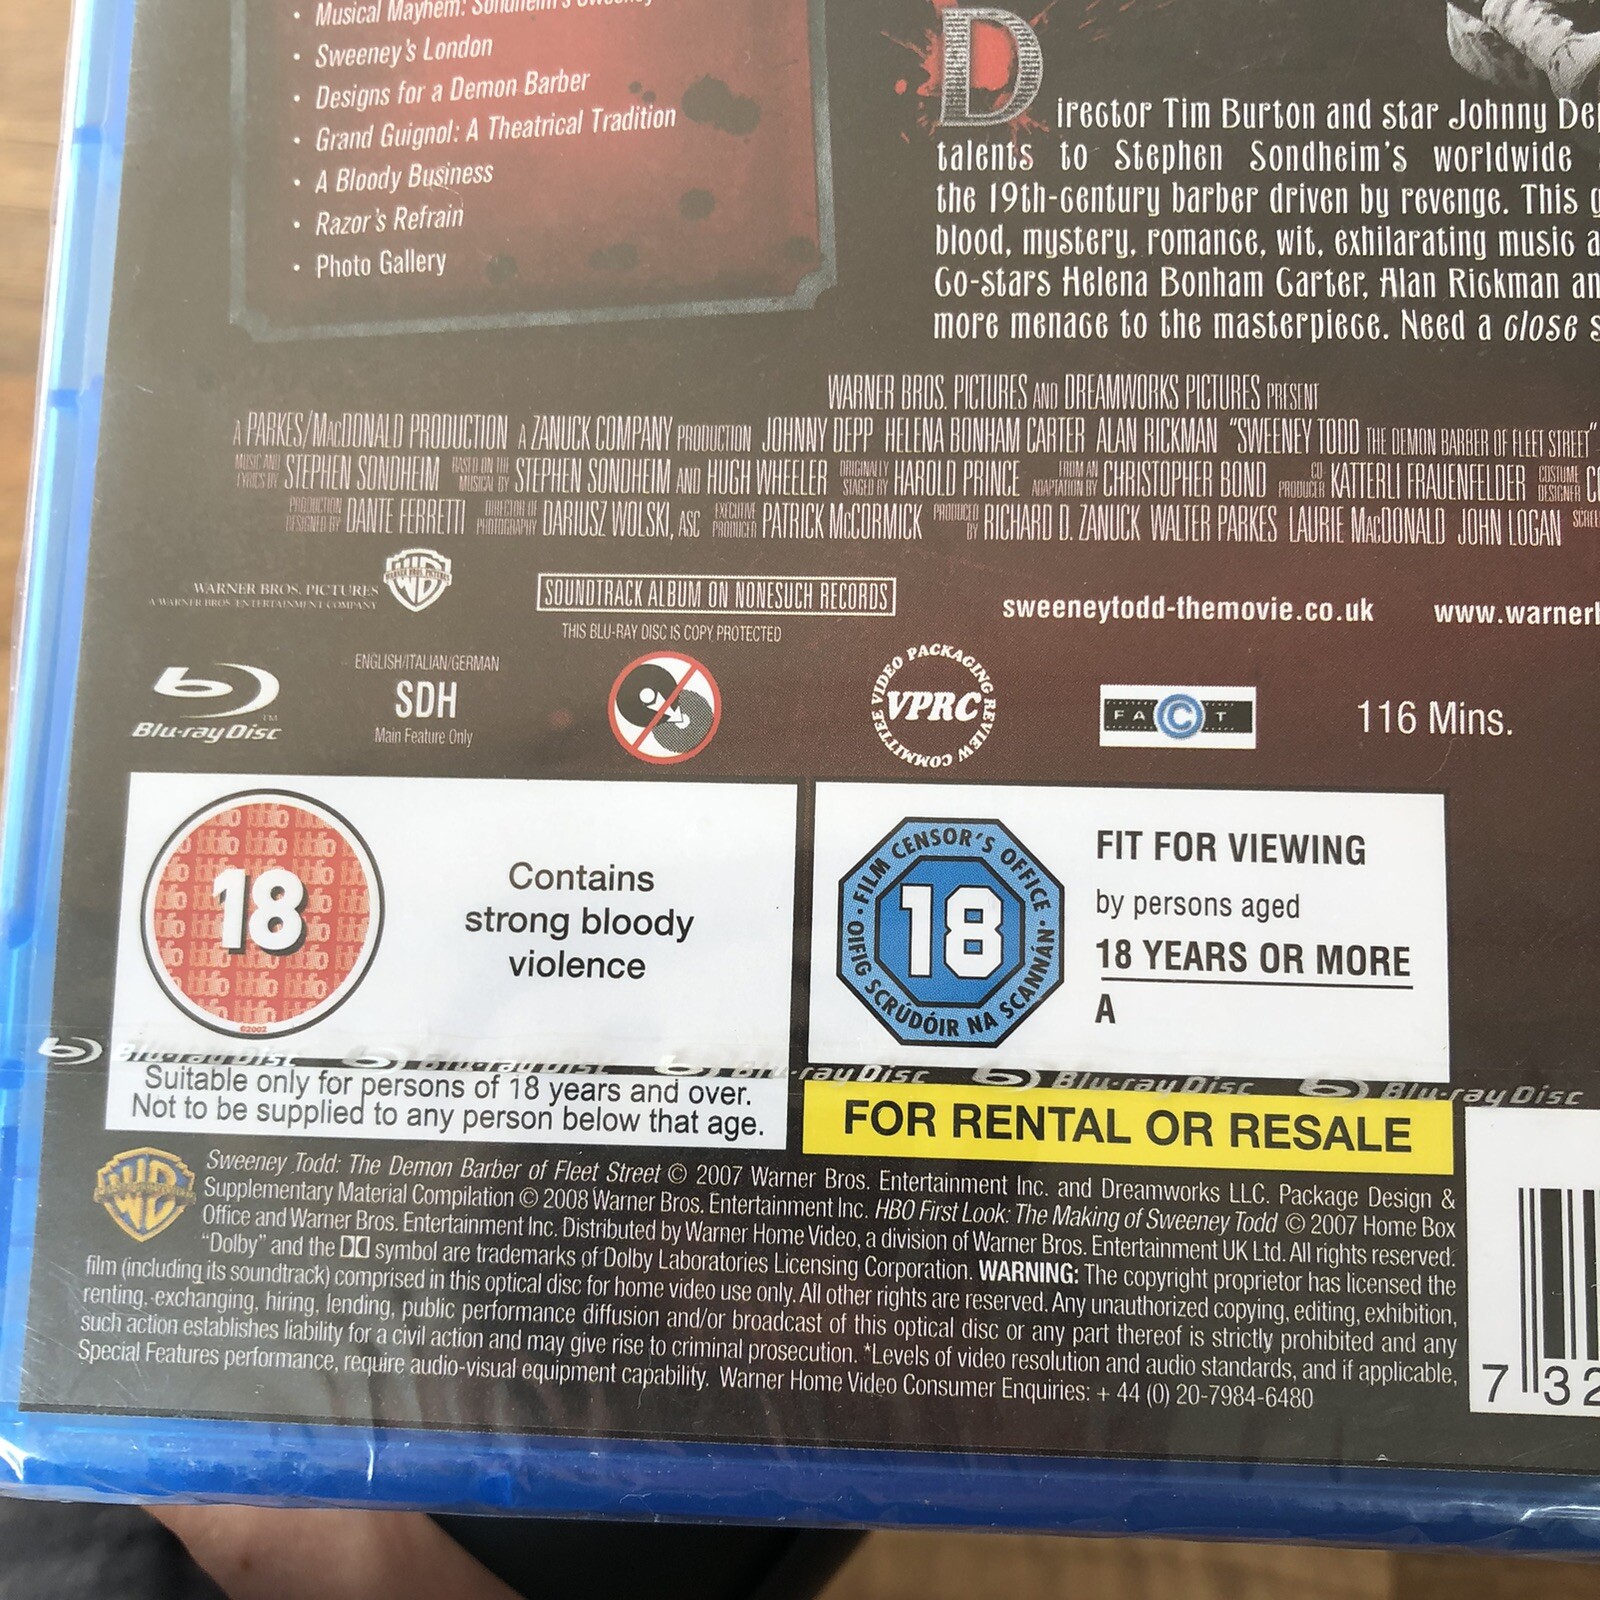 Musical Mayhem: Sondheim's Sweeney
• Sweeney's London
• Designs for a Demon Barber
• Grand Guignol: A Theatrical Tradition
• A Bloody Business
• Razor's Refrain
• Photo Gallery
Director Tim Burton and star Johnny
talents to Stephen Sondheim's worldwide
the 19th-century barber driven by revenge. This
blood, mystery, romance, wit, exhilarating music
Co-stars Helena Bonham Carter, Alan Rickman
more menace to the masterpiece. Need a close
WARNER BROS. PICTURES AND DREAMWORKS PICTURES PRESENT
A PARKES/MacDONALD PRODUCTION A ZANUCK COMPANY PRODUCTION JOHNNY DEPP HELENA BONHAM CARTER ALAN RICKMAN "SWEENEY TODD THE DEMON BARBER OF FLEET STREET"
MUSIC AND LYRICS BY STEPHEN SONDHEIM BASED ON THE MUSICAL BY STEPHEN SONDHEIM AND HUGH WHEELER ORIGINALLY STAGED BY HAROLD PRINCE FROM AN ADAPTATION BY CHRISTOPHER BOND CO-PRODUCER KATTERLI FRAUENFELDER COSTUME DESIGNER
PRODUCTION DESIGNED BY DANTE FERRETTI DIRECTOR OF PHOTOGRAPHY DARIUSZ WOLSKI, ASC EXECUTIVE PRODUCER PATRICK McCORMICK PRODUCED BY RICHARD D. ZANUCK WALTER PARKES LAURIE MacDONALD JOHN LOGAN
WARNER BROS. PICTURES
A WARNER BROS. ENTERTAINMENT COMPANY
WB
SOUNDTRACK ALBUM ON NONESUCH RECORDS
sweeneytodd-themovie.co.uk
THIS BLU-RAY DISC IS COPY PROTECTED
Blu-ray Disc
ENGLISH/ITALIAN/GERMAN
SDH
Main Feature Only
VIDEO PACKAGING REVIEW COMMITTEE
VPRC
FACT
116 Mins.
18
©2002
Contains
strong bloody
violence
Suitable only for persons of 18 years and over.
Not to be supplied to any person below that age.
· FILM CENSOR'S OFFICE ·
18
OIFIG SCRÚDÓIR NA SCANNÁN
FIT FOR VIEWING
by persons aged
18 YEARS OR MORE
A
Blu-ray Disc Blu-ray Disc Blu-ray Disc Blu-ray Disc Blu-ray Disc
FOR RENTAL OR RESALE
WB
Sweeney Todd: The Demon Barber of Fleet Street © 2007 Warner Bros. Entertainment Inc. and Dreamworks LLC. Package Design &
Supplementary Material Compilation © 2008 Warner Bros. Entertainment Inc. HBO First Look: The Making of Sweeney Todd © 2007 Home Box
Office and Warner Bros. Entertainment Inc. Distributed by Warner Home Video, a division of Warner Bros. Entertainment UK Ltd. All rights reserved.
"Dolby" and the symbol are trademarks of Dolby Laboratories Licensing Corporation. WARNING: The copyright proprietor has licensed the
film (including its soundtrack) comprised in this optical disc for home video use only. All other rights are reserved. Any unauthorized copying, editing, exhibition,
renting, exchanging, hiring, lending, public performance diffusion and/or broadcast of this optical disc or any part thereof is strictly prohibited and any
such action establishes liability for a civil action and may give rise to criminal prosecution. *Levels of video resolution and audio standards, and if applicable,
Special Features performance, require audio-visual equipment capability. Warner Home Video Consumer Enquiries: + 44 (0) 20-7984-6480
7 32